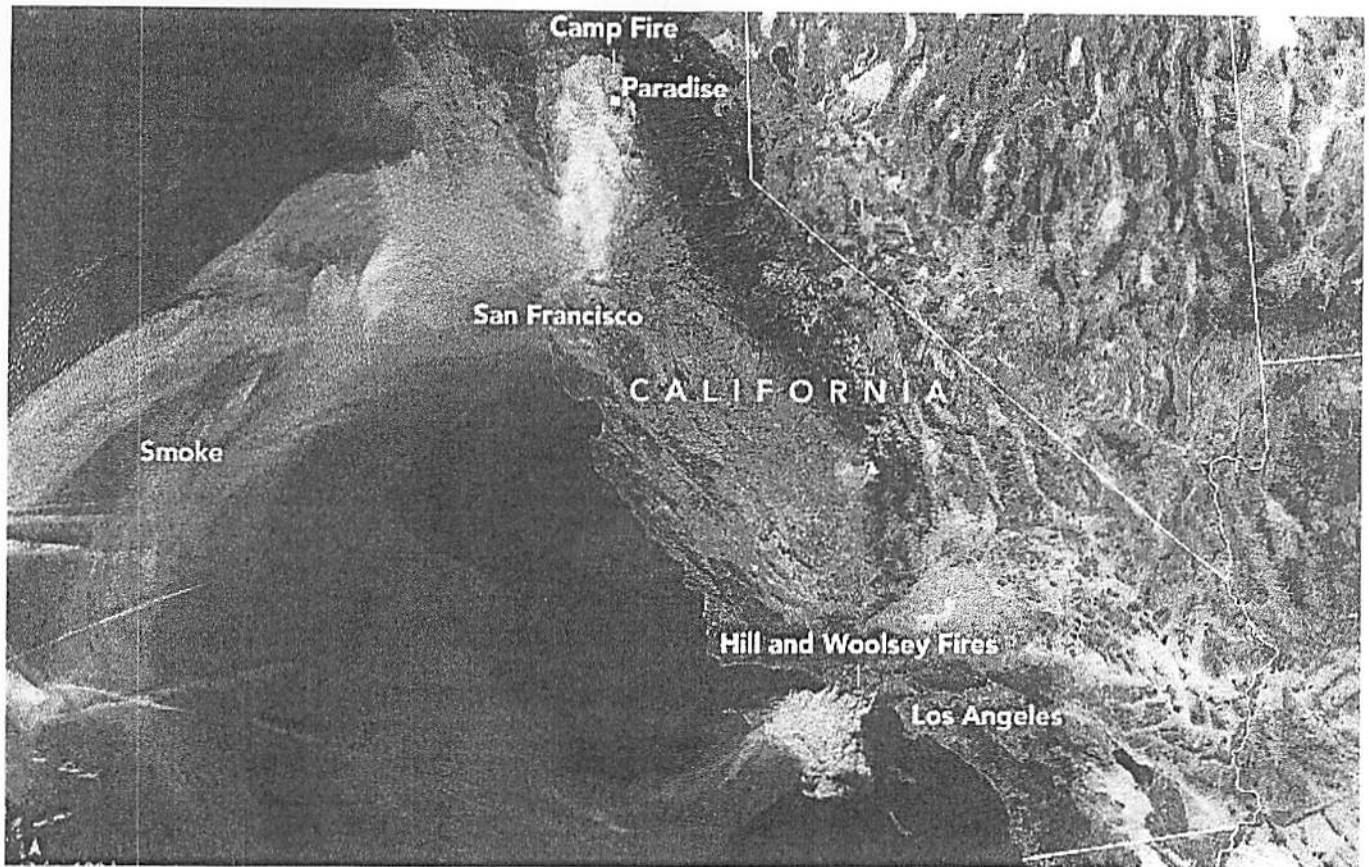 Camp Fire
Paradise
San Francisco
CALIFORNIA
Smoke
Hill and Woolsey Fires
Los Angeles